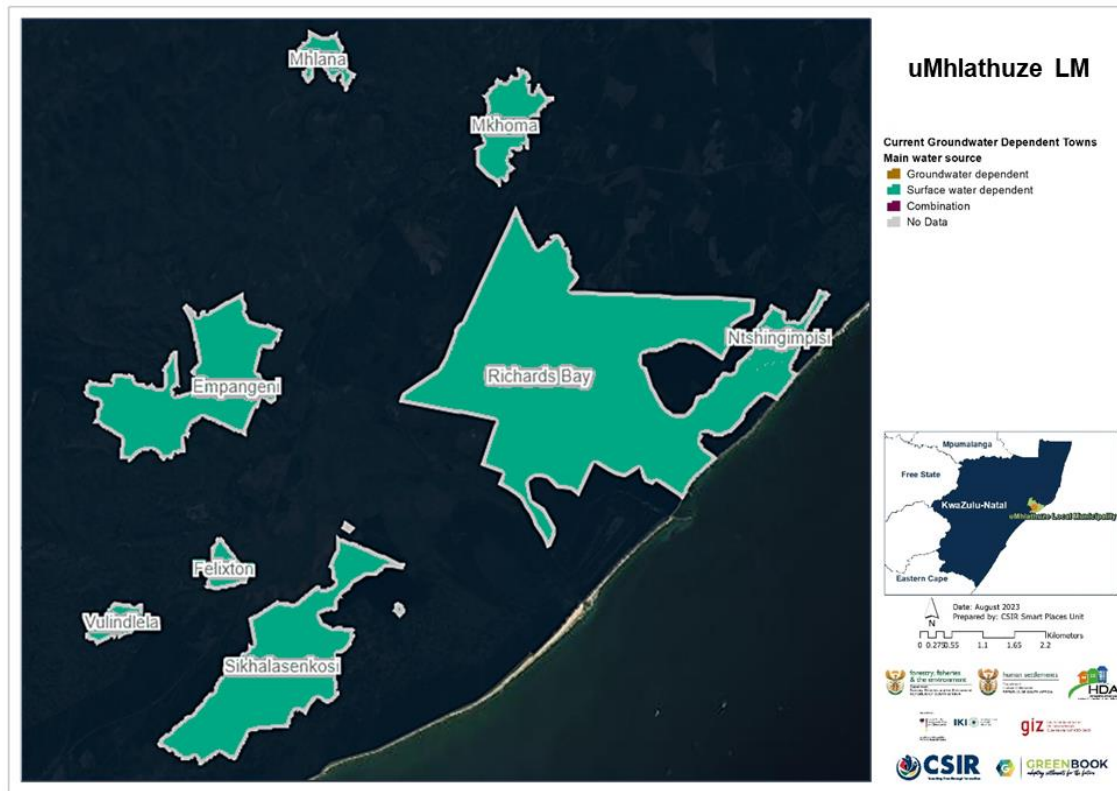 uMhlathuze LM
Mhlana
Mkhoma
Ntshingimpisi
Richards Bay
Empangeni
Felixton
Vulindlela
Sikhalasenkosi
Current Groundwater Dependent Towns
Main water source
Groundwater dependent
Surface water dependent
Combination
No Data
Mpumalanga
Free State
KwaZulu-Natal
uMhlathuze Local Municipality
Eastern Cape
N
Date: August 2023
Prepared by: CSIR Smart Places Unit
Kilometers
0 0.275 0.55 1.1 1.65 2.2
forestry, fisheries
& the environment
human settlements
HDA
IKI
giz
CSIR
GREENBOOK